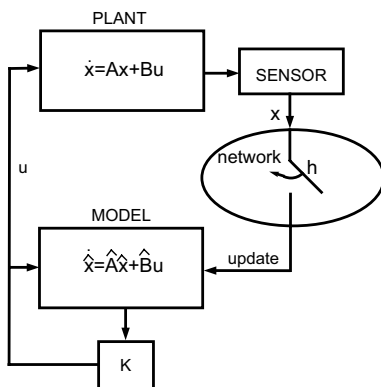 PLANT
ẋ=Ax+Bu
SENSOR
x
network
h
u
MODEL
x̂̇=Âx̂+B̂u
update
K